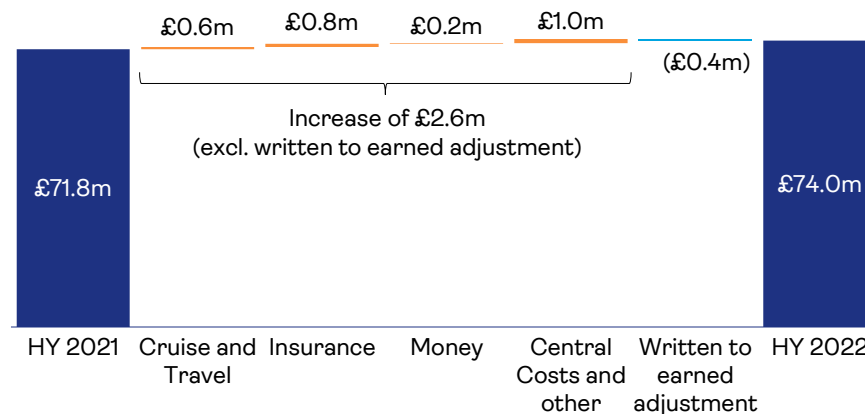 £0.6m £0.8m £0.2m £1.0m
(£0.4m)
Increase of £2.6m
(excl. written to earned adjustment)
£71.8m £74.0m
HY 2021 Cruise and Insurance Money Central Written to HY 2022
Travel Costs and earned
other adjustment